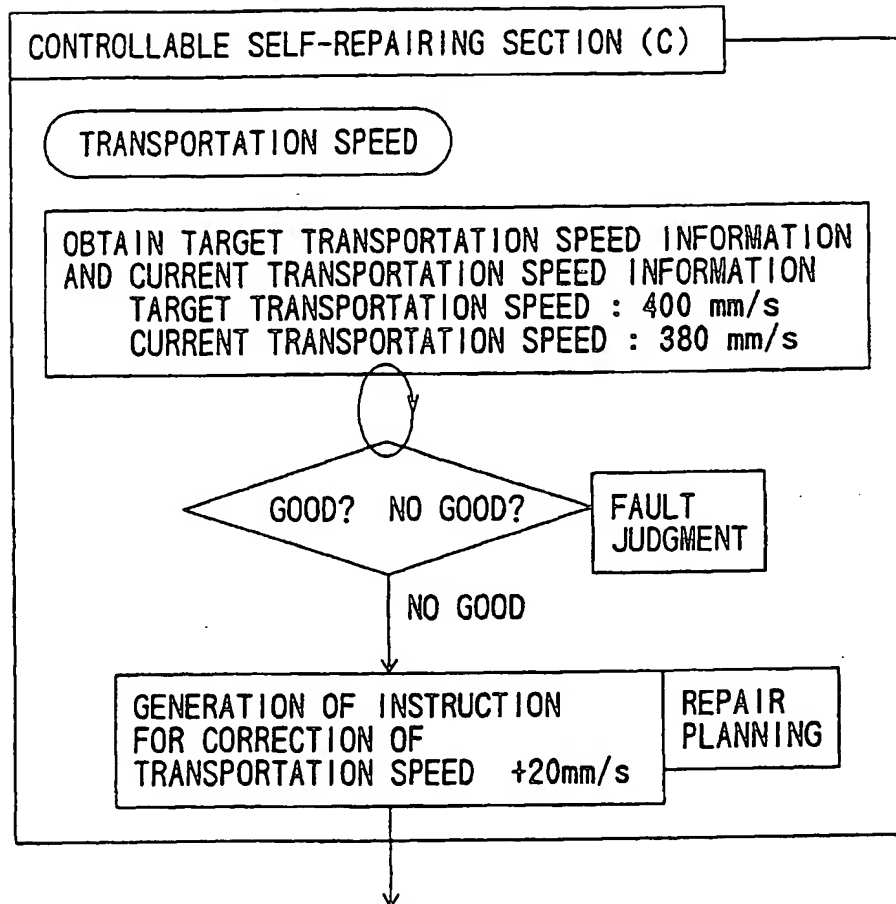 CONTROLLABLE SELF-REPAIRING SECTION (C)
TRANSPORTATION SPEED
OBTAIN TARGET TRANSPORTATION SPEED INFORMATION
AND CURRENT TRANSPORTATION SPEED INFORMATION
TARGET TRANSPORTATION SPEED : 400 mm/s
CURRENT TRANSPORTATION SPEED : 380 mm/s
GOOD? NO GOOD?
FAULT
JUDGMENT
NO GOOD
GENERATION OF INSTRUCTION
FOR CORRECTION OF
TRANSPORTATION SPEED +20mm/s
REPAIR
PLANNING